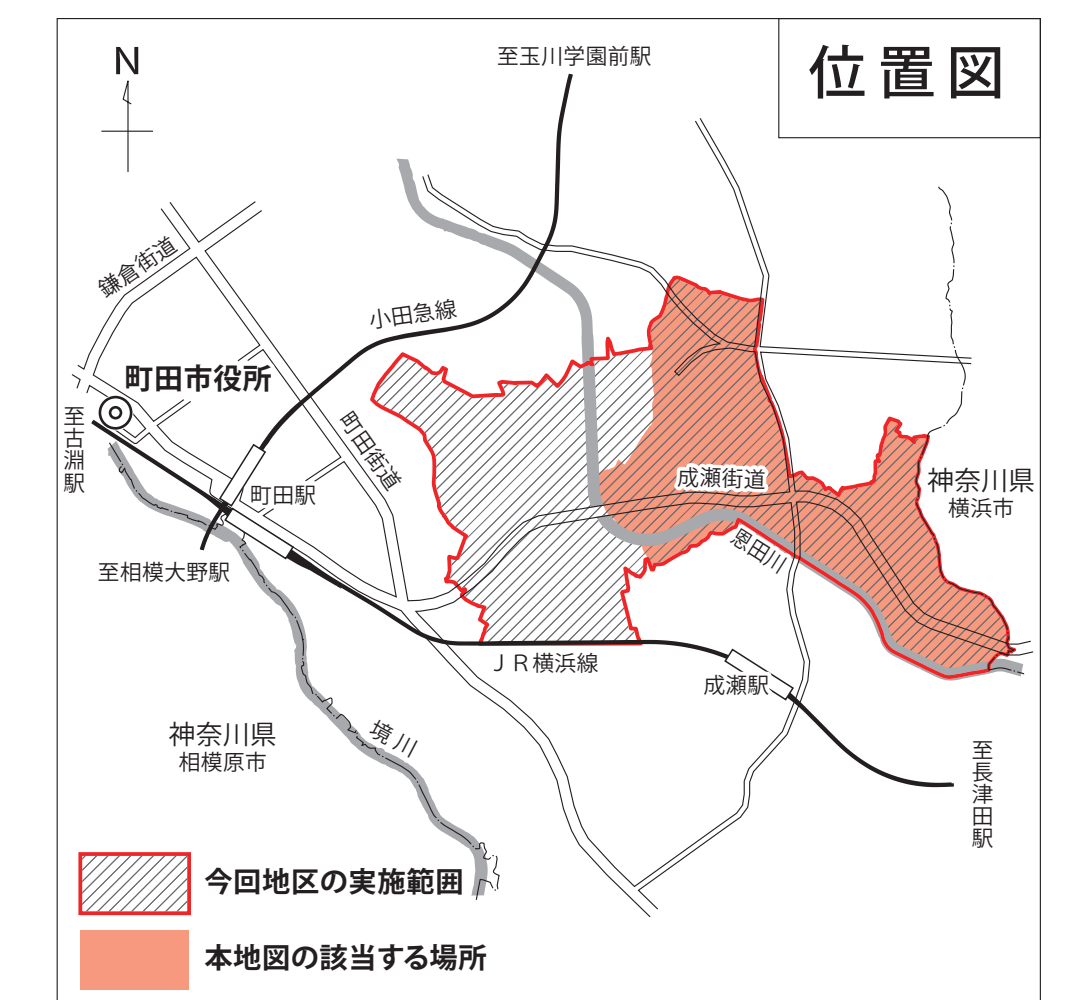 位置図
N
至玉川学園前駅
鎌倉街道
小田急線
町田市役所
至古淵駅
町田街道
町田駅
成瀬街道
神奈川県
横浜市
恩田川
至相模大野駅
ＪＲ横浜線
成瀬駅
神奈川県
相模原市
境川
至長津田駅
今回地区の実施範囲
本地図の該当する場所